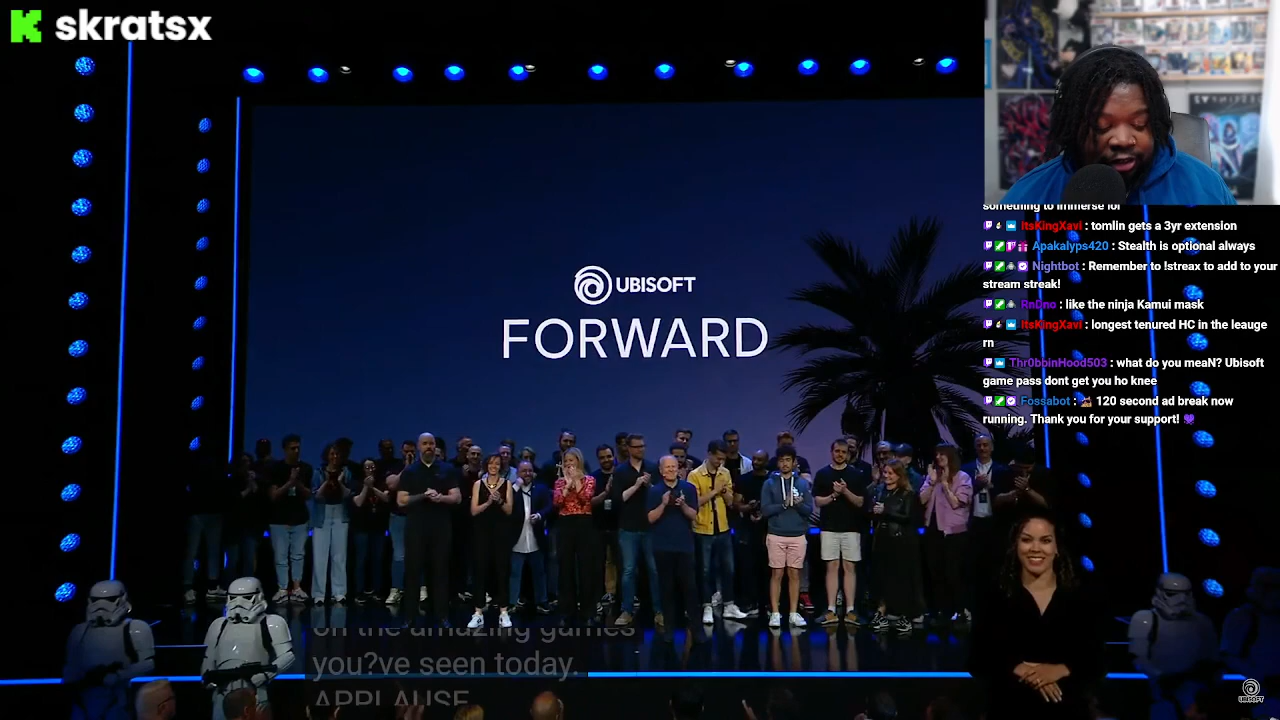 skratsx
UBISOFT
FORWARD
something to immerse lol
ItsKingXavi : tomlin gets a 3yr extension
Apakalyps420 : Stealth is optional always
Nightbot : Remember to !streax to add to your
stream streak!
RnDno : like the ninja Kamui mask
ItsKingXavi : longest tenured HC in the leauge
rn
Thr0bbinHood503 : what do you meaN? Ubisoft
game pass dont get you ho knee
Fossabot : 120 second ad break now
running. Thank you for your support!
on the amazing games
you?ve seen today.
APPLAUSE
UBISOFT